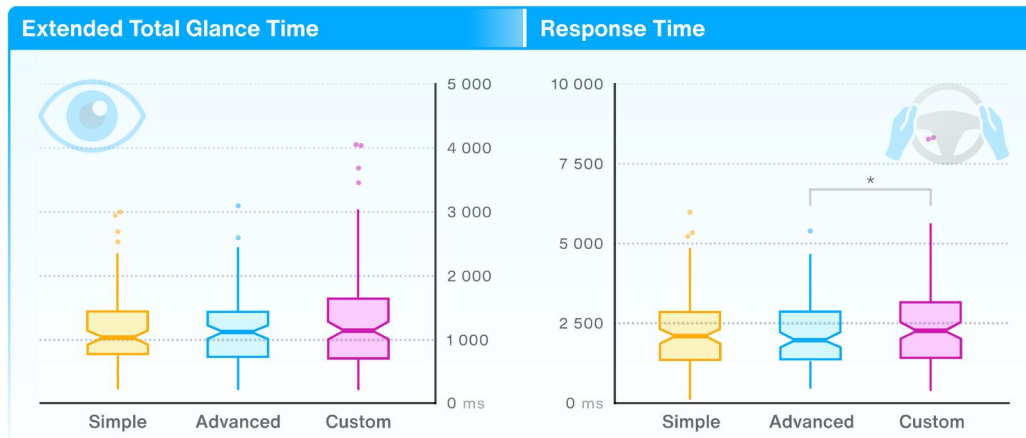 Extended Total Glance Time
5 000
4 000
3 000
2 000
1 000
0 ms
Simple Advanced Custom
Response Time
10 000
7 500
5 000
2 500
0 ms
*
Simple Advanced Custom